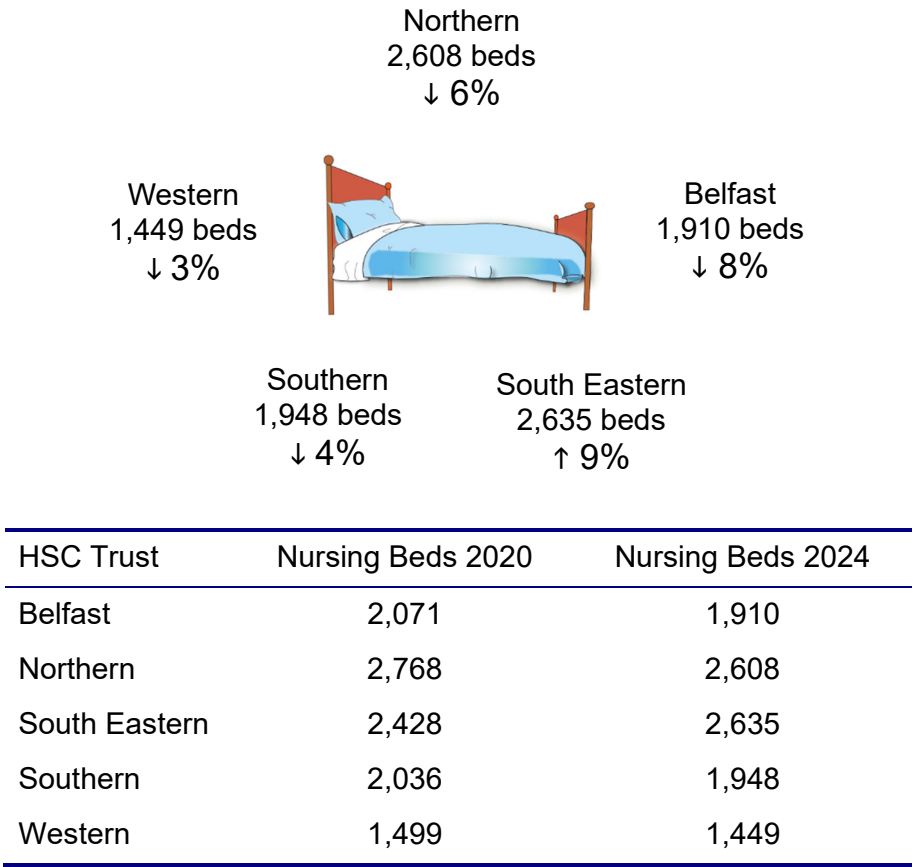 Northern
2,608 beds
↓ 6%
Western
1,449 beds
↓ 3%
Belfast
1,910 beds
↓ 8%
Southern
1,948 beds
↓ 4%
South Eastern
2,635 beds
↑ 9%
HSC Trust Nursing Beds 2020 Nursing Beds 2024
Belfast 2,071 1,910
Northern 2,768 2,608
South Eastern 2,428 2,635
Southern 2,036 1,948
Western 1,499 1,449